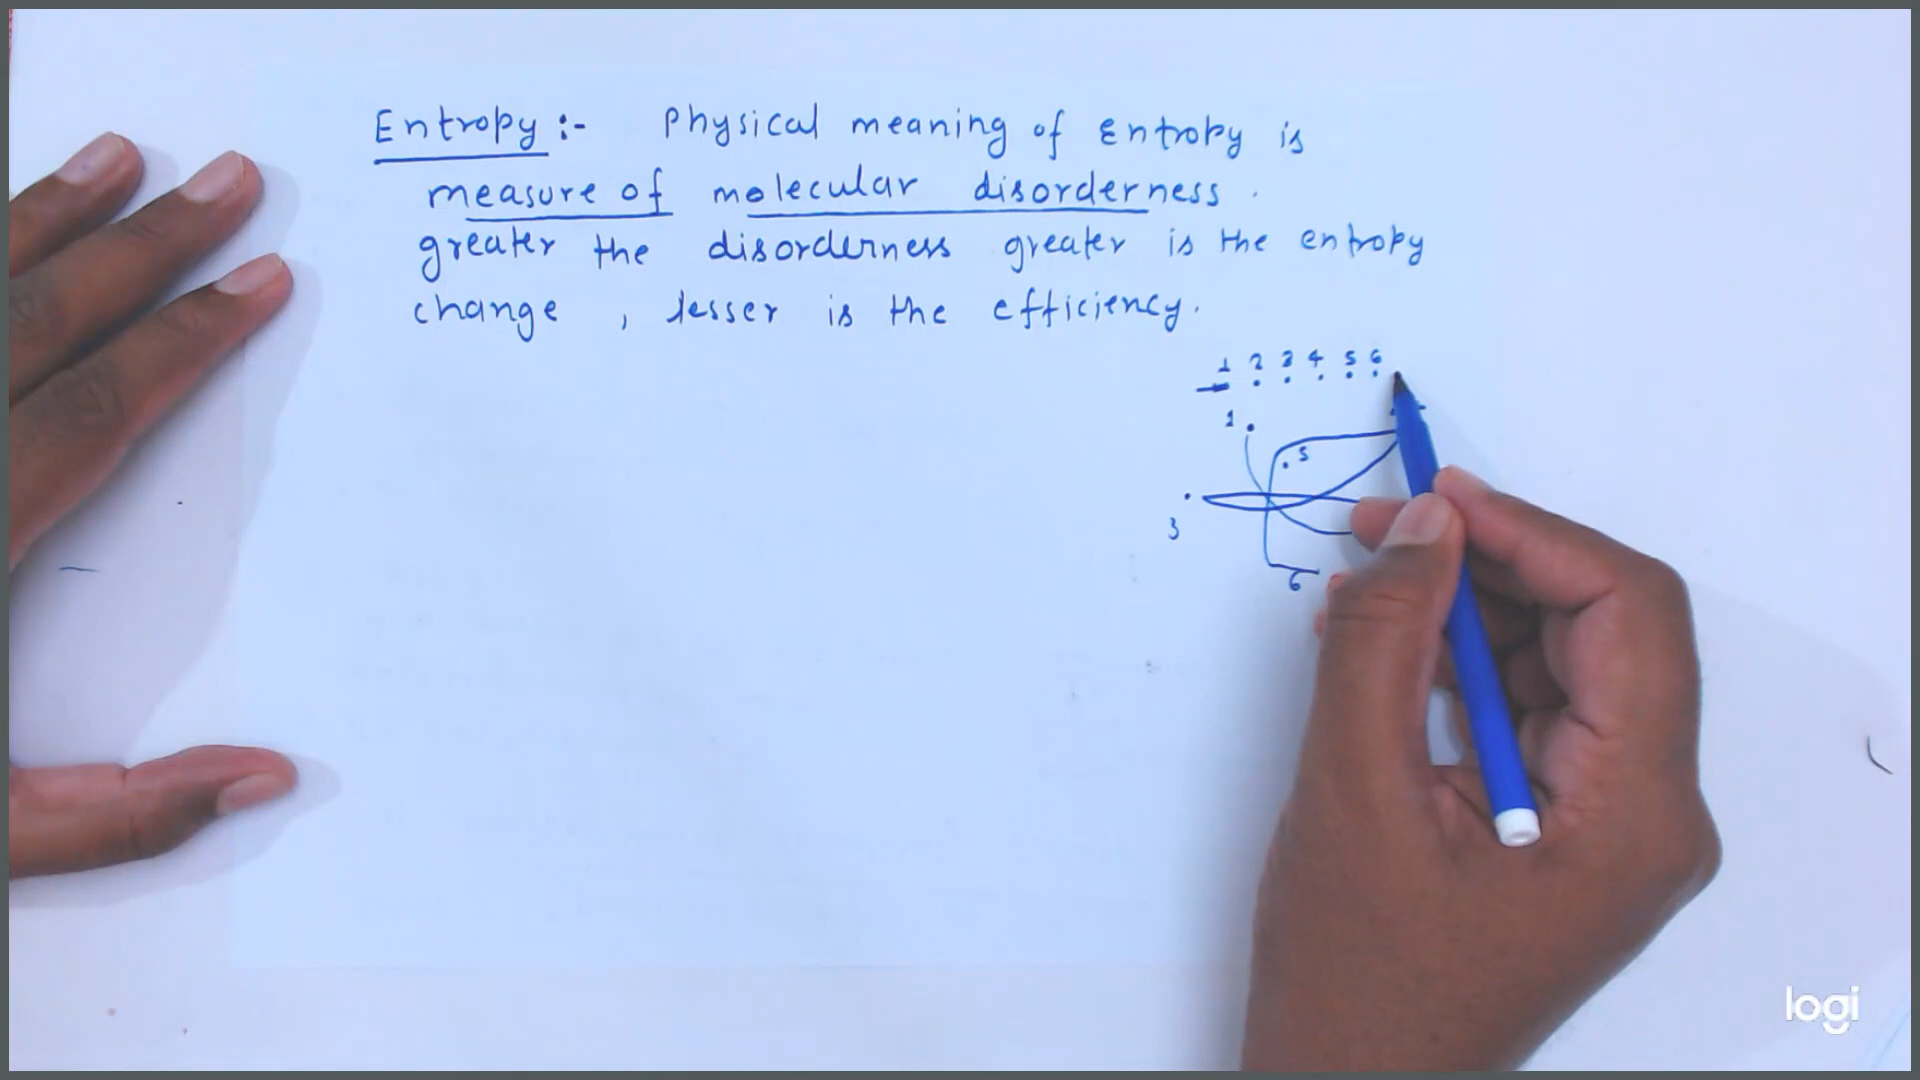 Entropy :- Physical meaning of Entropy is
measure of molecular disorderness.
greater the disorderness greater is the entropy
change , lesser is the efficiency.
1 2 3 4 5 6
1
5
3
6
logi